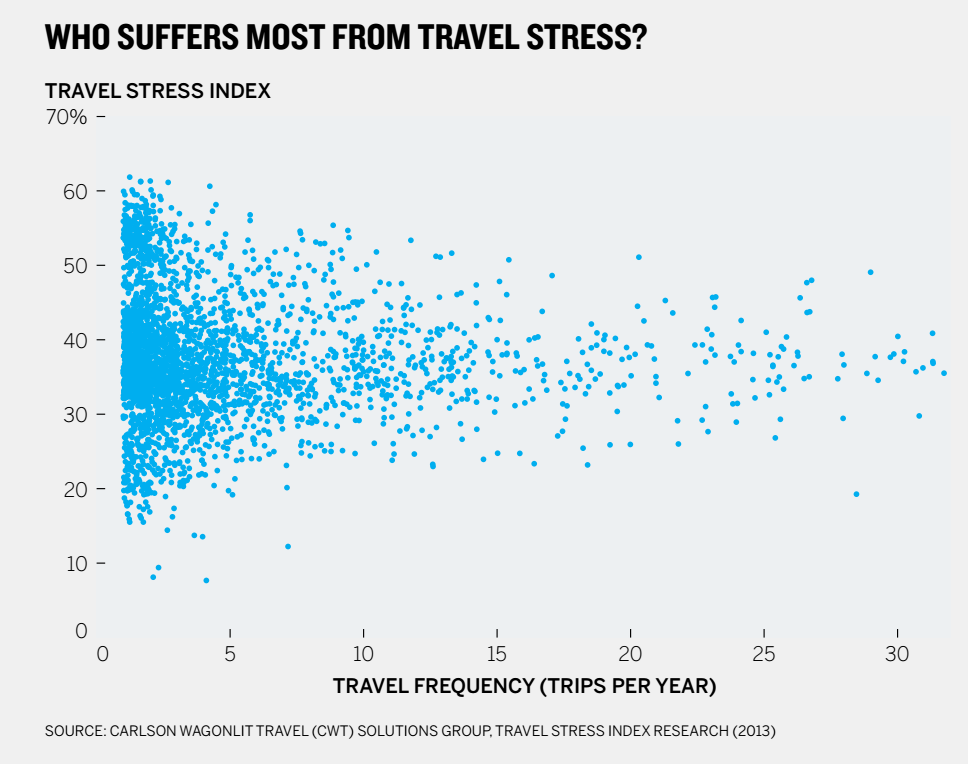 WHO SUFFERS MOST FROM TRAVEL STRESS?
TRAVEL STRESS INDEX
70%
60
50
40
30
20
10
0
0 5 10 15 20 25 30
TRAVEL FREQUENCY (TRIPS PER YEAR)
SOURCE: CARLSON WAGONLIT TRAVEL (CWT) SOLUTIONS GROUP, TRAVEL STRESS INDEX RESEARCH (2013)